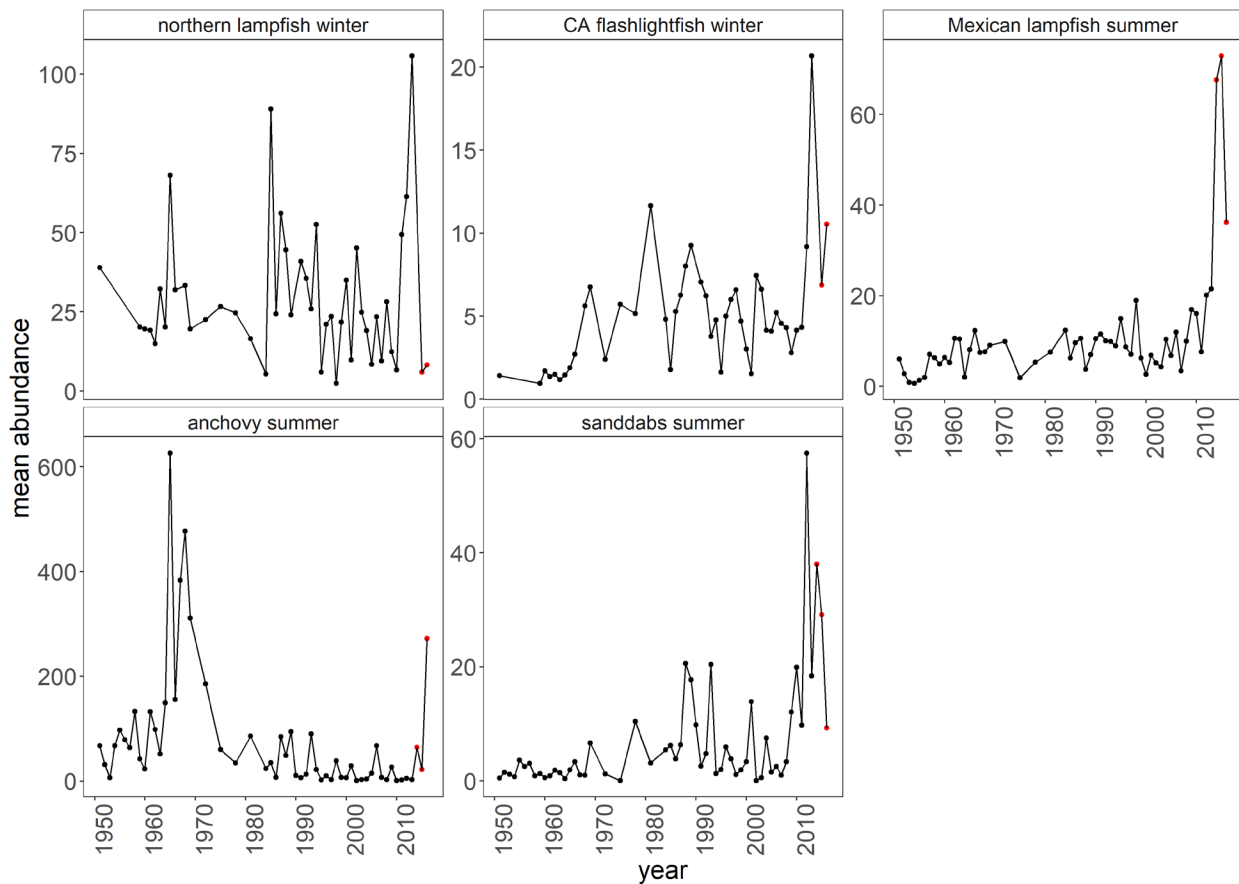 northern lampfish winter
CA flashlightfish winter
Mexican lampfish summer
100
75
50
25
0
20
15
10
5
0
60
40
20
0
1950 1960 1970 1980 1990 2000 2010
anchovy summer
sanddabs summer
600
400
200
0
60
40
20
0
1950 1960 1970 1980 1990 2000 2010
1950 1960 1970 1980 1990 2000 2010
mean abundance
year